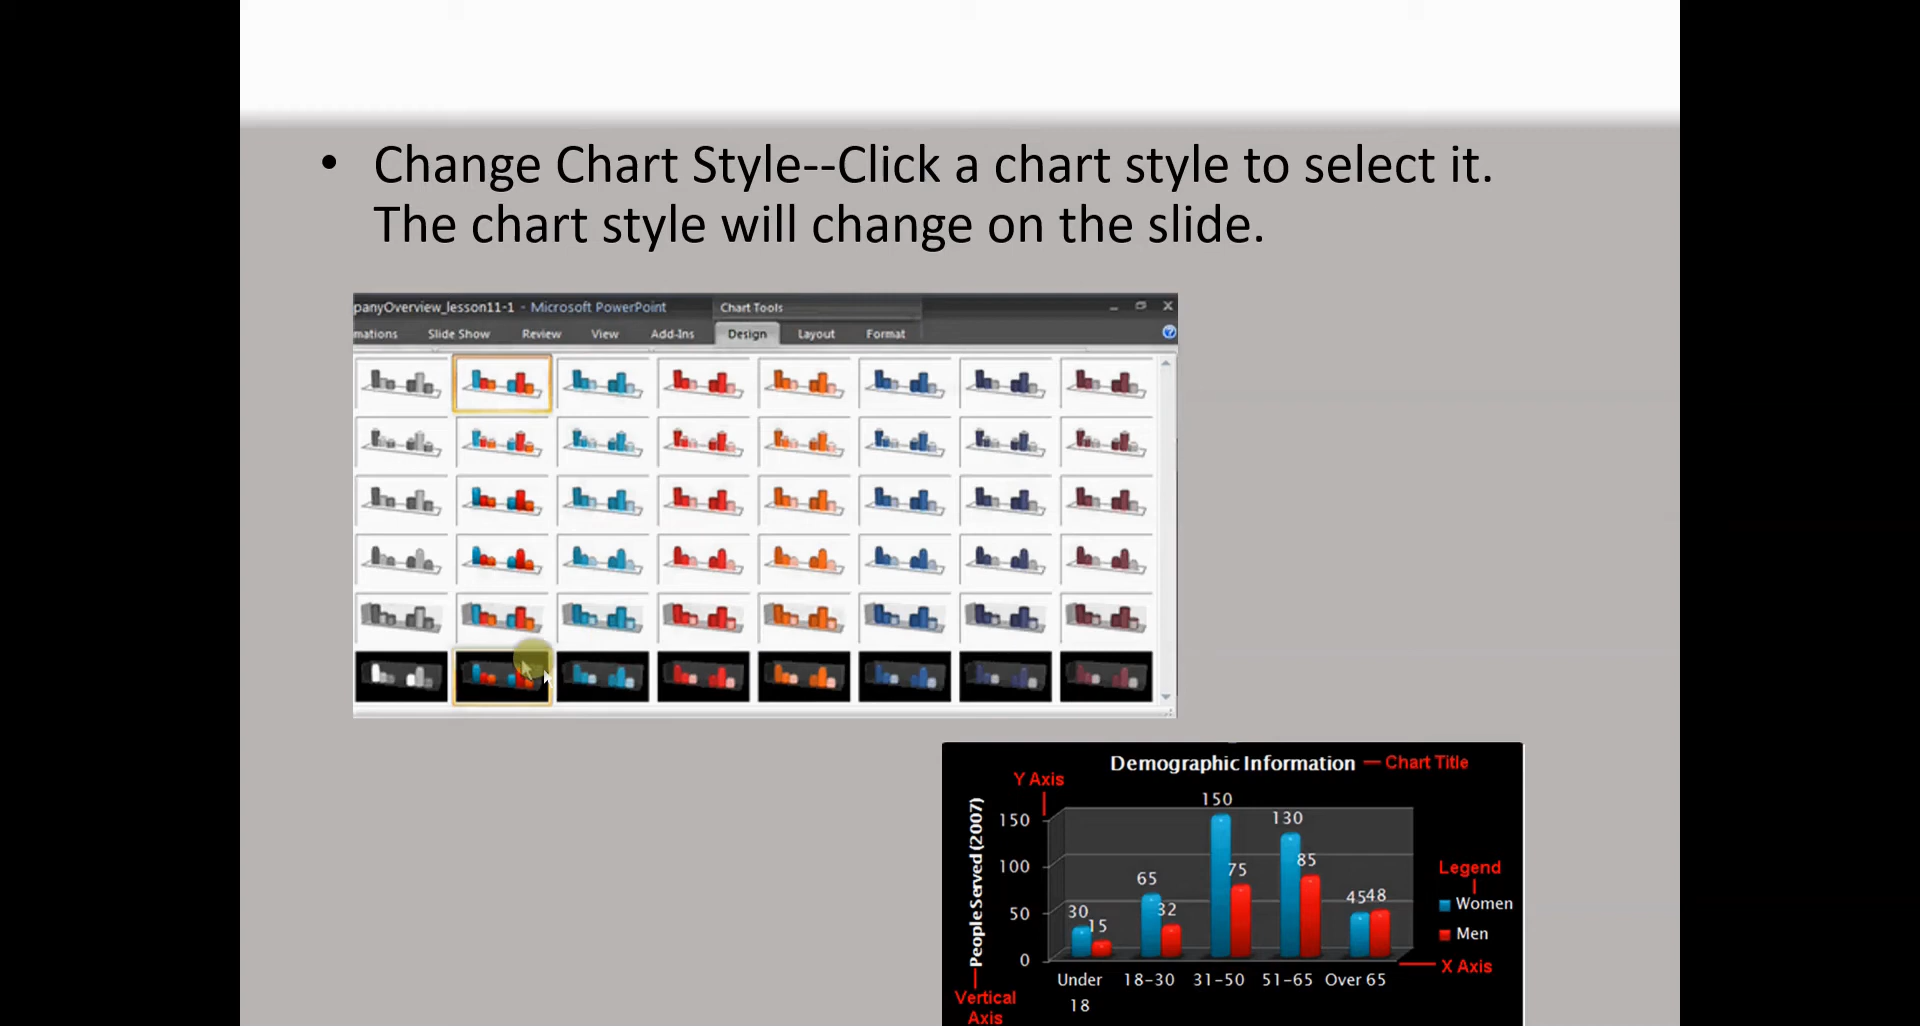 • Change Chart Style--Click a chart style to select it.
The chart style will change on the slide.
panyOverview_lesson11-1 - Microsoft PowerPoint Chart Tools
mations Slide Show Review View Add-Ins Design Layout Format
Demographic Information Chart Title
Y Axis
People Served (2007)
150
100
50
0
30 15
65 32
150 75
130 85
45 48
Legend
Women
Men
X Axis
Under 18 18-30 31-50 51-65 Over 65
Vertical
Axis